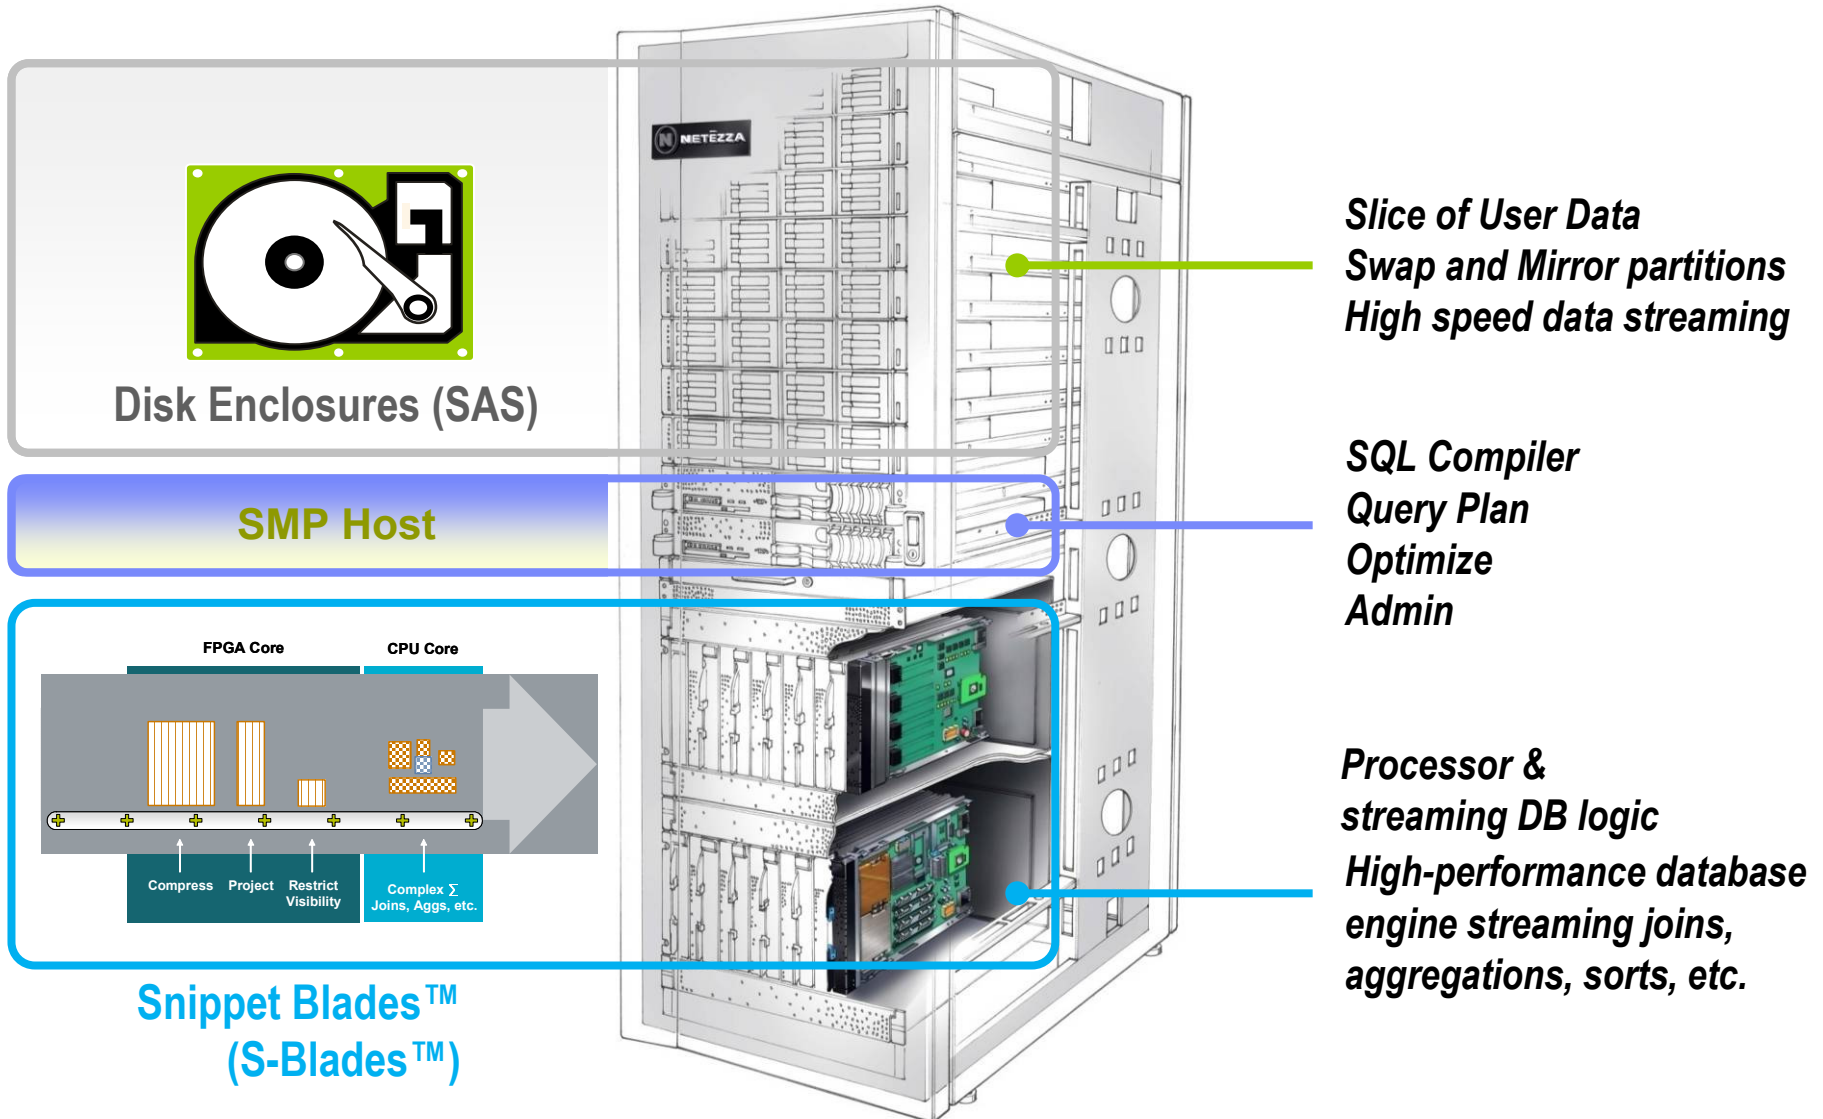 NETEZZA
Disk Enclosures (SAS)
Slice of User Data
Swap and Mirror partitions
High speed data streaming
SMP Host
SQL Compiler
Query Plan
Optimize
Admin
FPGA Core
CPU Core
Compress
Project
Restrict
Visibility
Complex ∑
Joins, Aggs, etc.
Snippet Blades™
(S-Blades™)
Processor &
streaming DB logic
High-performance database
engine streaming joins,
aggregations, sorts, etc.